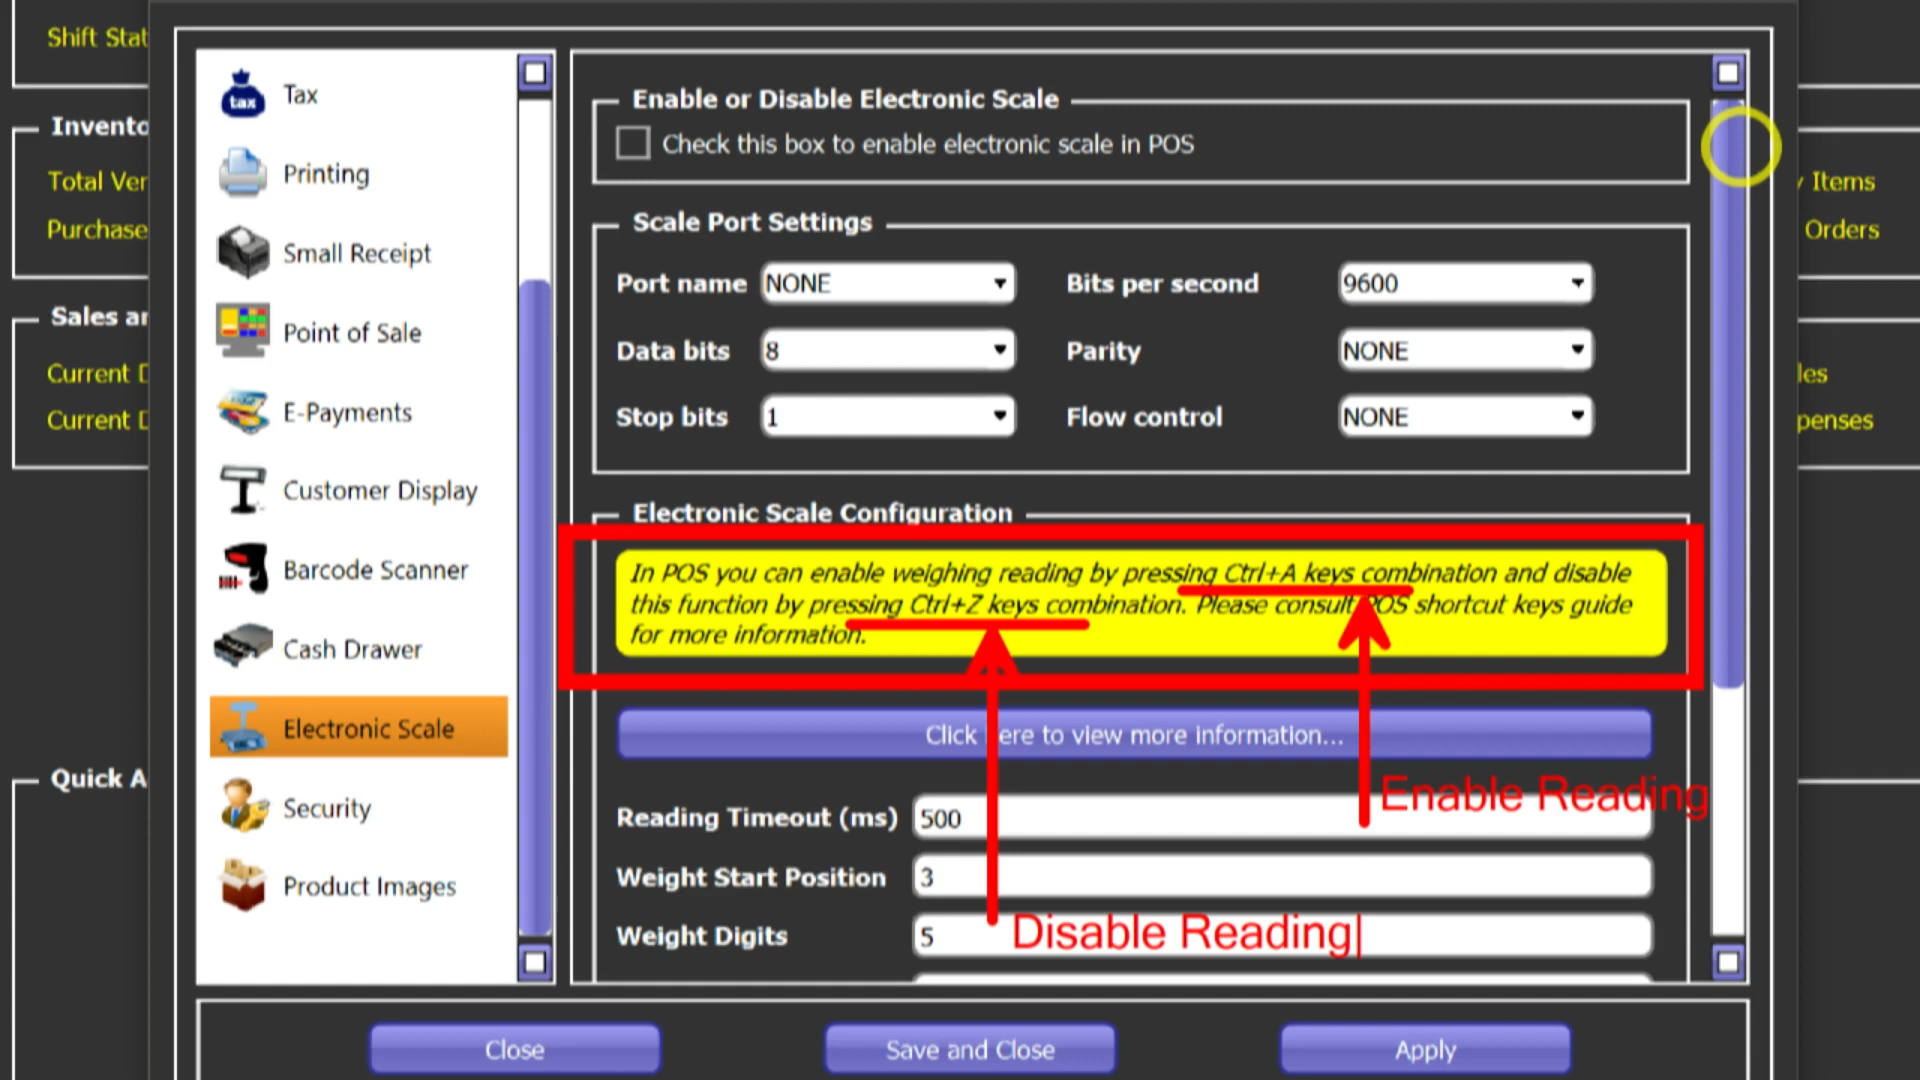 Shift Stat
Invento
Total Ver
Purchase
Sales ar
Current D
Current D
Quick A
Tax
tax
Printing
Small Receipt
Point of Sale
E-Payments
Customer Display
Barcode Scanner
Cash Drawer
Electronic Scale
Security
Product Images
Enable or Disable Electronic Scale
Check this box to enable electronic scale in POS
Scale Port Settings
Port name NONE Bits per second 9600
Data bits 8 Parity NONE
Stop bits 1 Flow control NONE
Electronic Scale Configuration
In POS you can enable weighing reading by pressing Ctrl+A keys combination and disable
this function by pressing Ctrl+Z keys combination. Please consult POS shortcut keys guide
for more information.
Click here to view more information...
Enable Reading
Reading Timeout (ms) 500
Weight Start Position 3
Weight Digits 5
Disable Reading
Close Save and Close Apply
y Items
Orders
les
penses